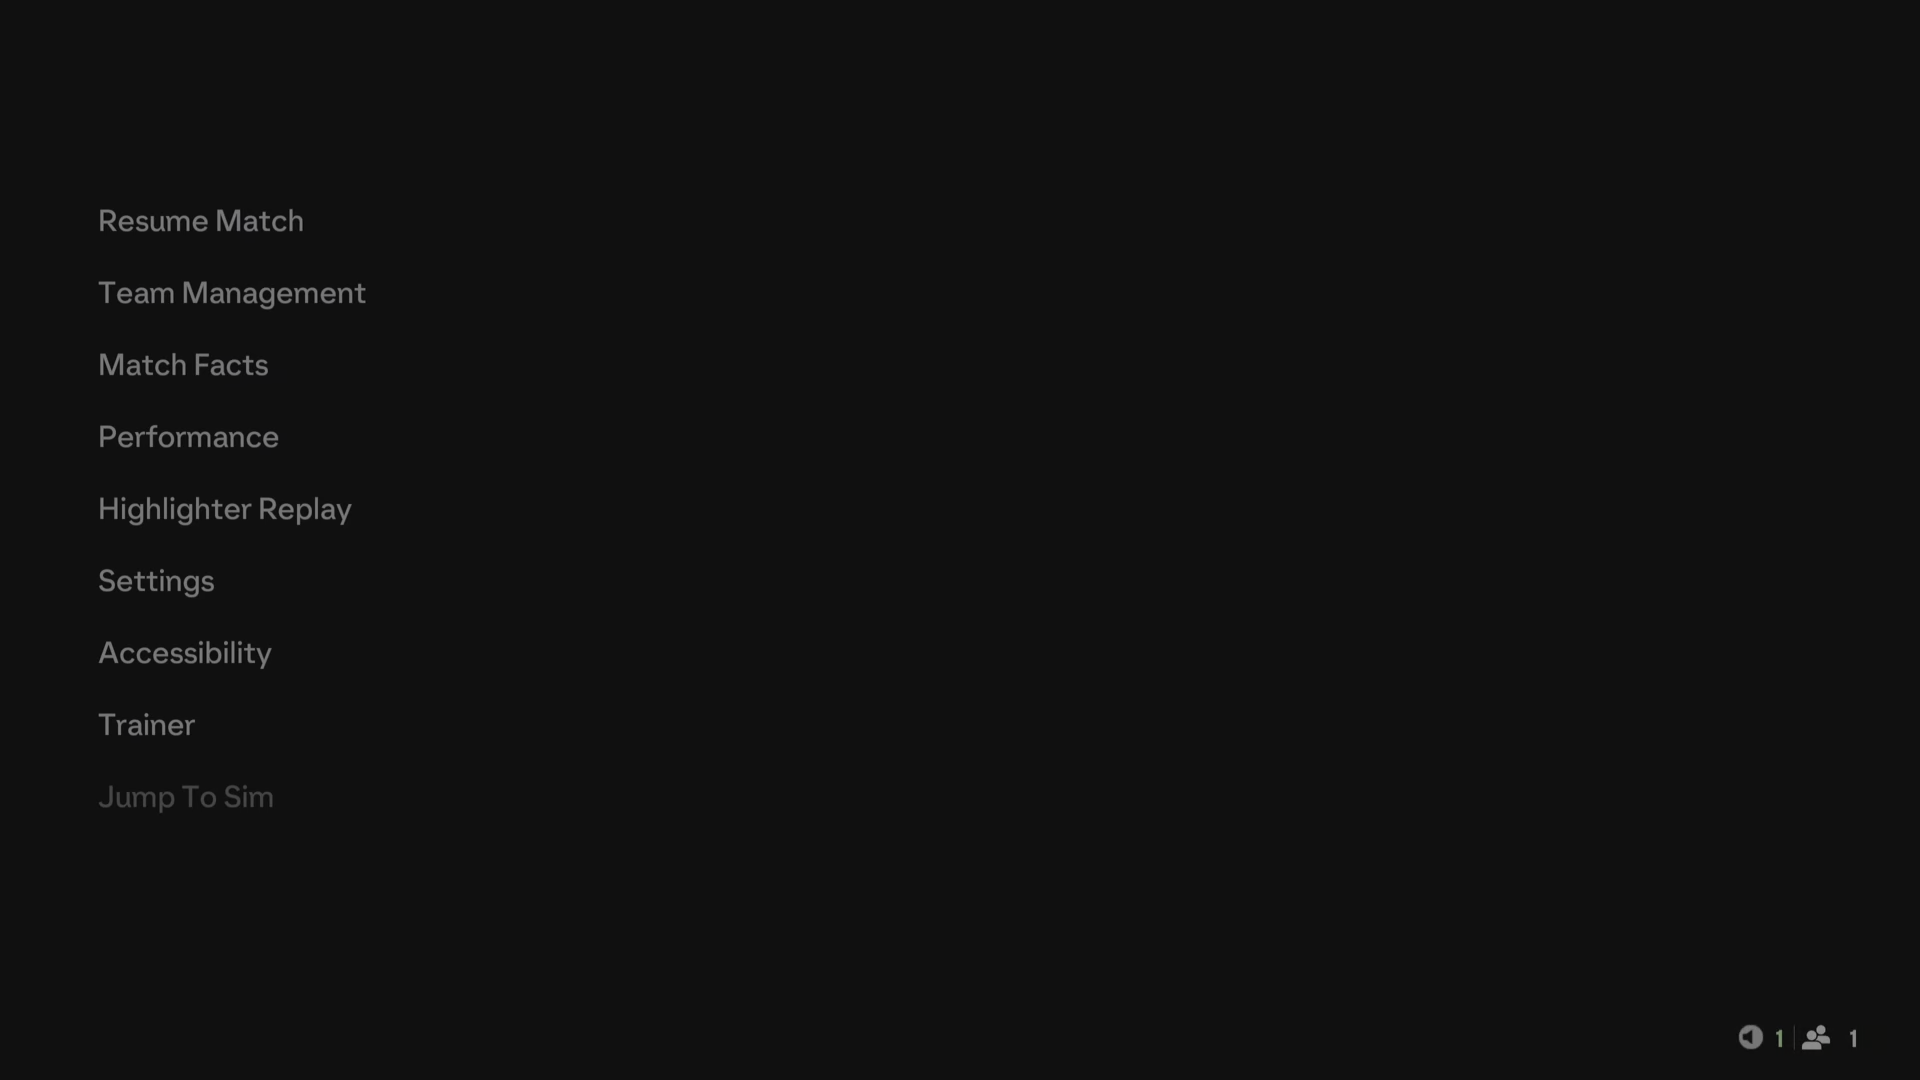 Resume Match
Team Management
Match Facts
Performance
Highlighter Replay
Settings
Accessibility
Trainer
Jump To Sim
1 1